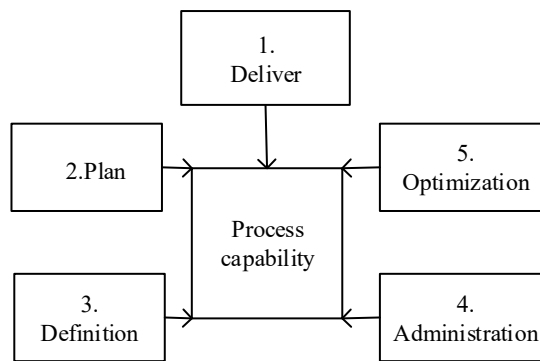 1.
Deliver
2.Plan
5.
Optimization
Process
capability
3.
Definition
4.
Administration